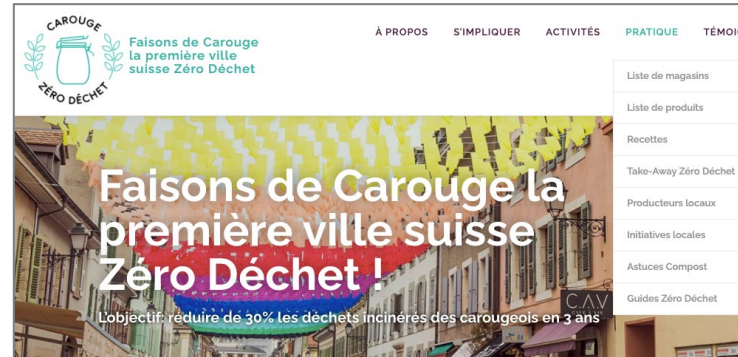 CAROUGE
ZÉRO DÉCHET
Faisons de Carouge
la première ville
suisse Zéro Déchet
À PROPOS S'IMPLIQUER ACTIVITÉS PRATIQUE TÉMOI
Liste de magasins
Liste de produits
Recettes
Take-Away Zéro Déchet
Producteurs locaux
Initiatives locales
Astuces Compost
Guides Zéro Déchet
Faisons de Carouge la
première ville suisse
Zéro Déchet !
L'objectif: réduire de 30% les déchets incinérés des carougeois en 3 ans
C.AV